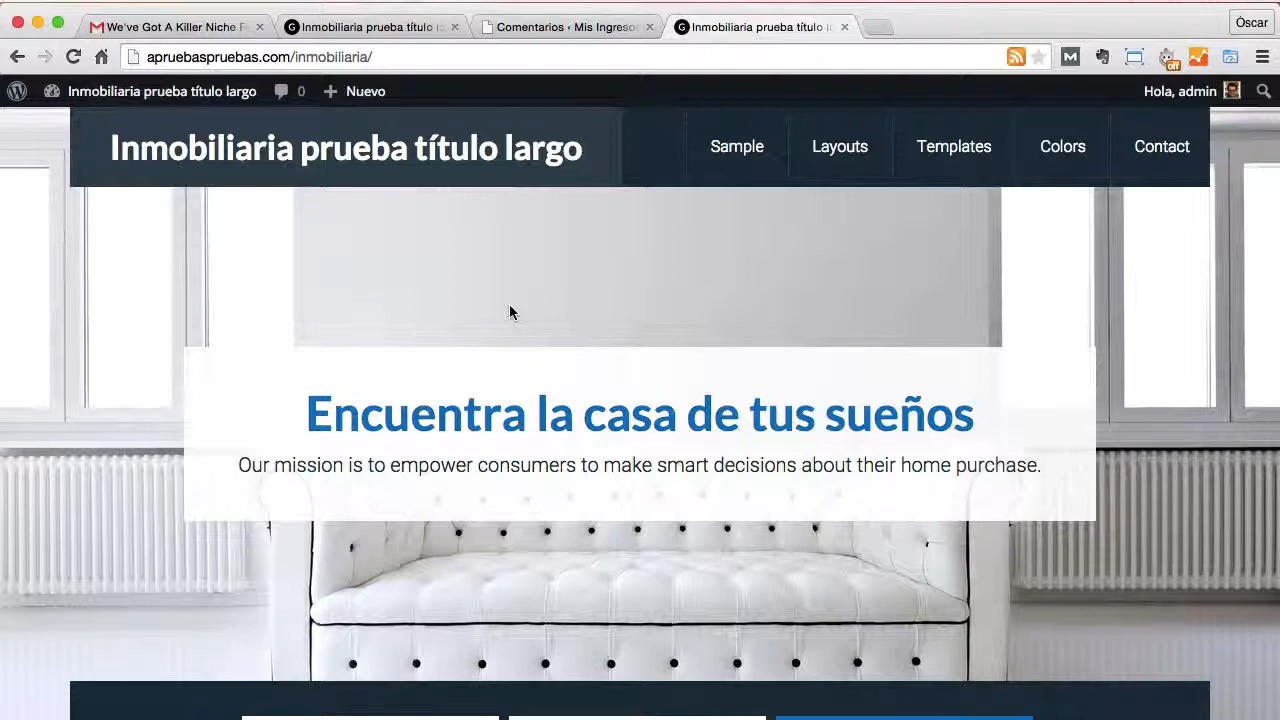 We've Got A Killer Niche F
Inmobiliaria prueba título l
Comentarios ‹ Mis Ingreso
Inmobiliaria prueba título l
Óscar
apruebaspruebas.com/inmobiliaria/
M
off
Inmobiliaria prueba título largo
0
Nuevo
Hola, admin
Inmobiliaria prueba título largo
Sample
Layouts
Templates
Colors
Contact
Encuentra la casa de tus sueños
Our mission is to empower consumers to make smart decisions about their home purchase.